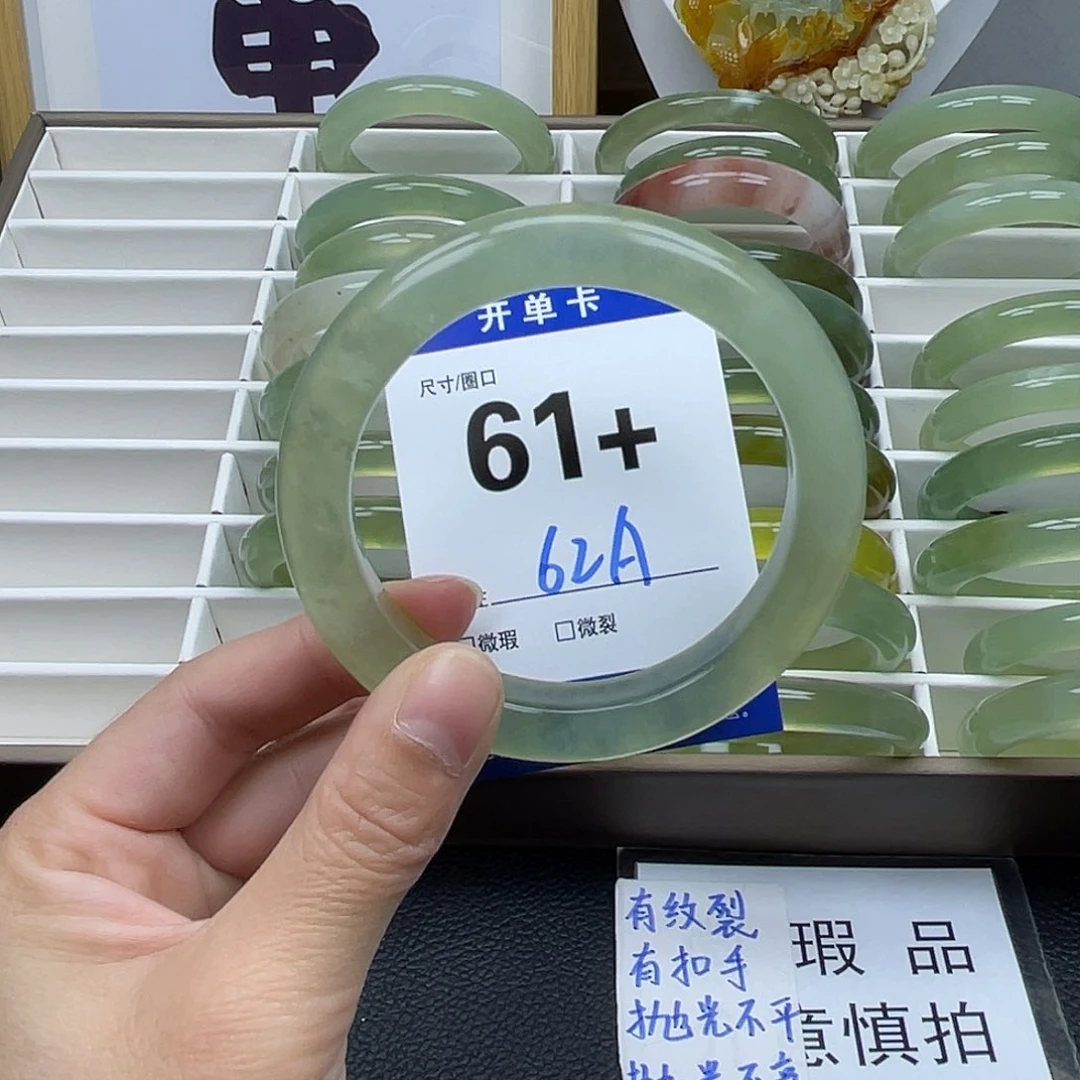 开单卡
尺寸/圈口
61+
62A
微瑕 □微裂
有纹裂
有扣手
抛光不平
瑕品
慎拍